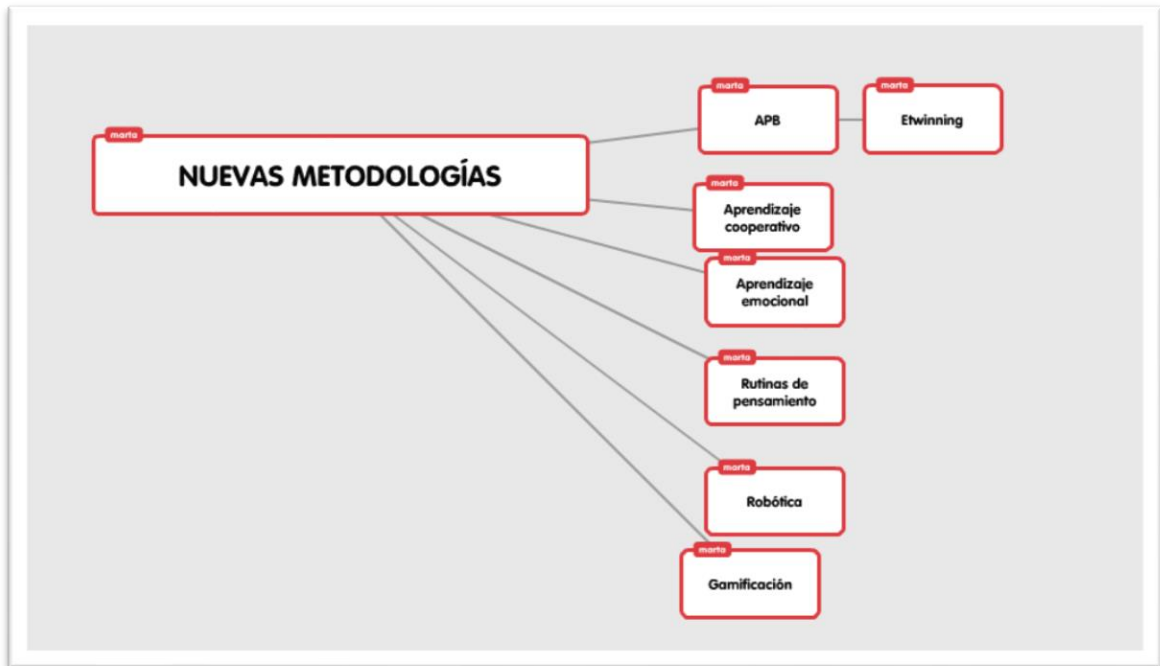 marta
NUEVAS METODOLOGÍAS
marta
APB
marta
Etwinning
marta
Aprendizaje
cooperativo
marta
Aprendizaje
emocional
marta
Rutinas de
pensamiento
marta
Robótica
marta
Gamificación